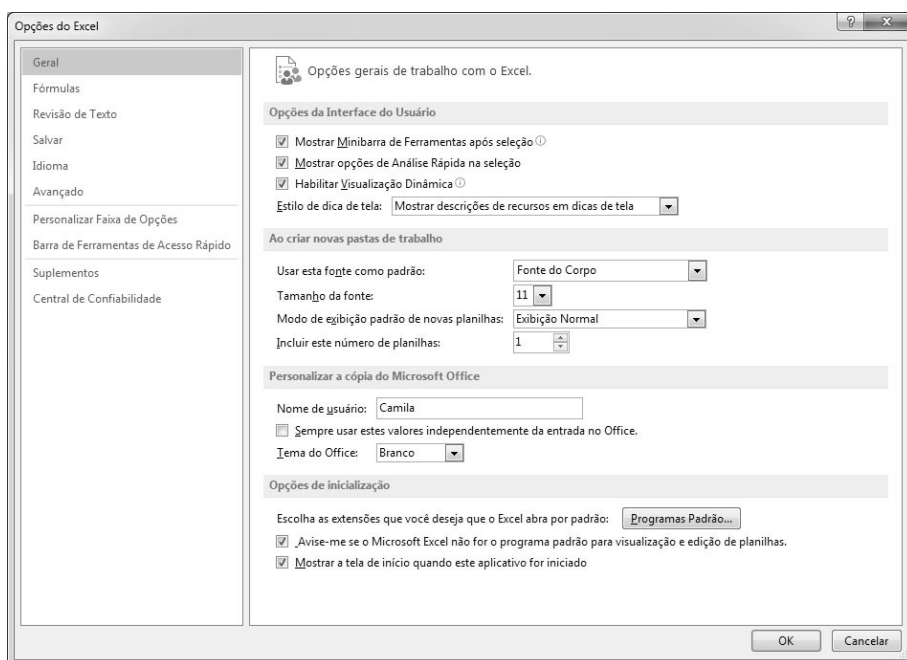 Opções do Excel
Geral
Fórmulas
Revisão de Texto
Salvar
Idioma
Avançado
Personalizar Faixa de Opções
Barra de Ferramentas de Acesso Rápido
Suplementos
Central de Confiabilidade
Opções gerais de trabalho com o Excel.
Opções da Interface do Usuário
Mostrar Minibarra de Ferramentas após seleção
Mostrar opções de Análise Rápida na seleção
Habilitar Visualização Dinâmica
Estilo de dica de tela: Mostrar descrições de recursos em dicas de tela
Ao criar novas pastas de trabalho
Usar esta fonte como padrão: Fonte do Corpo
Tamanho da fonte: 11
Modo de exibição padrão de novas planilhas: Exibição Normal
Incluir este número de planilhas: 1
Personalizar a cópia do Microsoft Office
Nome de usuário: Camila
Sempre usar estes valores independentemente da entrada no Office.
Tema do Office: Branco
Opções de inicialização
Escolha as extensões que você deseja que o Excel abra por padrão: Programas Padrão...
Avise-me se o Microsoft Excel não for o programa padrão para visualização e edição de planilhas.
Mostrar a tela de início quando este aplicativo for iniciado
OK Cancelar